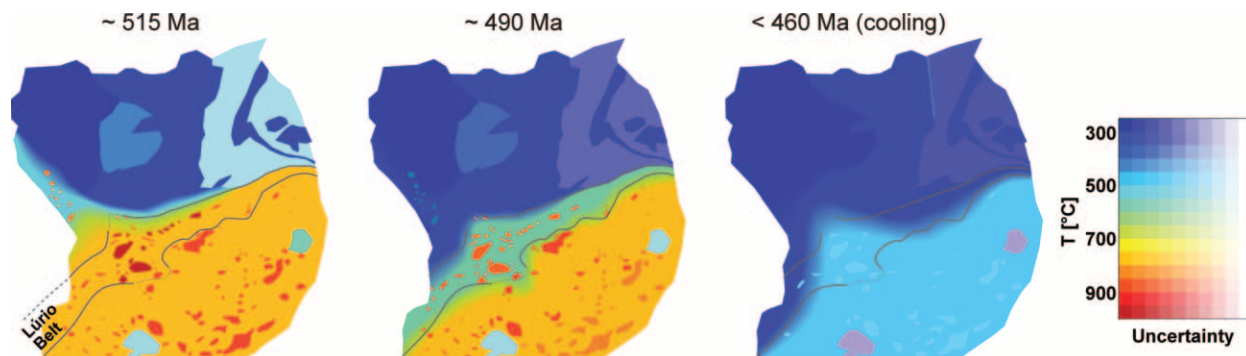 ~ 515 Ma
~ 490 Ma
< 460 Ma (cooling)
Lúrio
Belt
T [°C]
300
500
700
900
Uncertainty